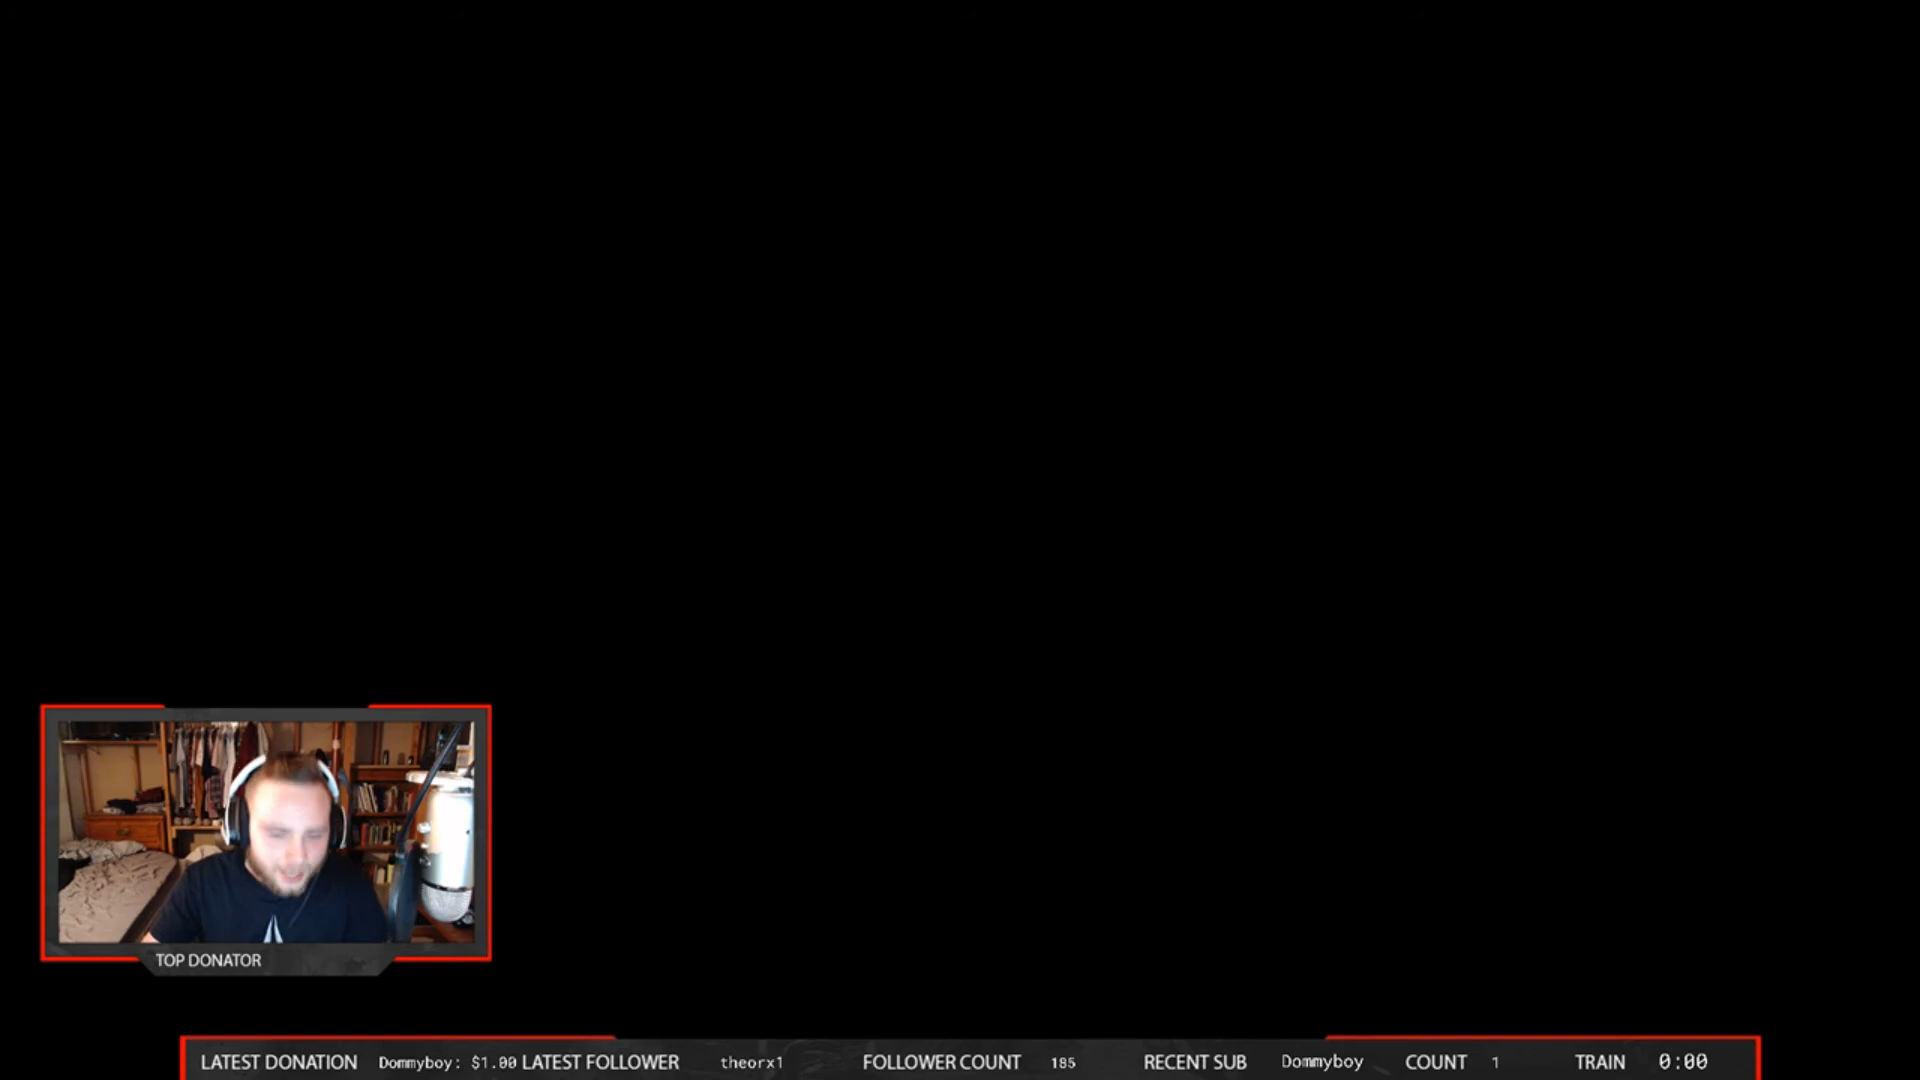 TOP DONATOR
LATEST DONATION Dommyboy: $1.00 LATEST FOLLOWER theorx1 FOLLOWER COUNT 185 RECENT SUB Dommyboy COUNT 1 TRAIN 0:00